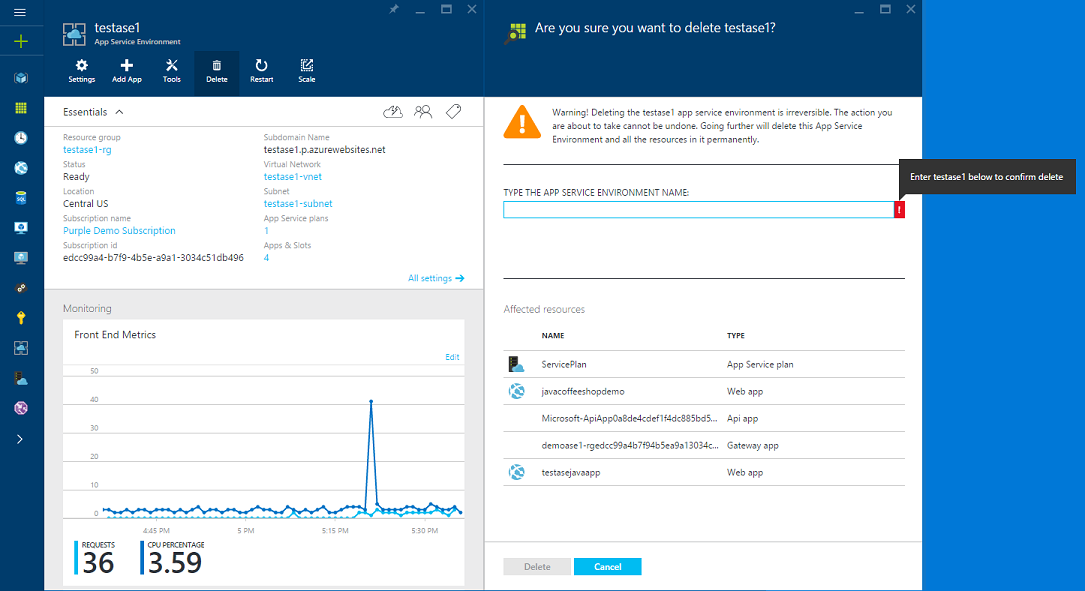 testase1
App Service Environment
Settings
Add App
Tools
Delete
Restart
Scale
Essentials
Resource group
testase1-rg
Status
Ready
Location
Central US
Subscription name
Purple Demo Subscription
Subscription id
edcc99a4-b7f9-4b5e-a9a1-3034c51db496
Subdomain Name
testase1.p.azurewebsites.net
Virtual Network
testase1-vnet
Subnet
testase1-subnet
App Service plans
1
Apps & Slots
4
All settings
Monitoring
Front End Metrics
Edit
50
40
30
20
10
0
4:45 PM
5 PM
5:15 PM
5:30 PM
REQUESTS
36
CPU PERCENTAGE
3.59
Are you sure you want to delete testase1?
Warning! Deleting the testase1 app service environment is irreversible. The action you
are about to take cannot be undone. Going further will delete this App Service
Environment and all the resources in it permanently.
Enter testase1 below to confirm delete
TYPE THE APP SERVICE ENVIRONMENT NAME:
Affected resources
NAME TYPE
ServicePlan App Service plan
javacoffeeshopdemo Web app
Microsoft-ApiApp0a8de4cdef1f4dc885bd5... Api app
demoase1-rgedcc99a4b7f94b5ea9a13034c... Gateway app
testasejavaapp Web app
Delete
Cancel
SQL